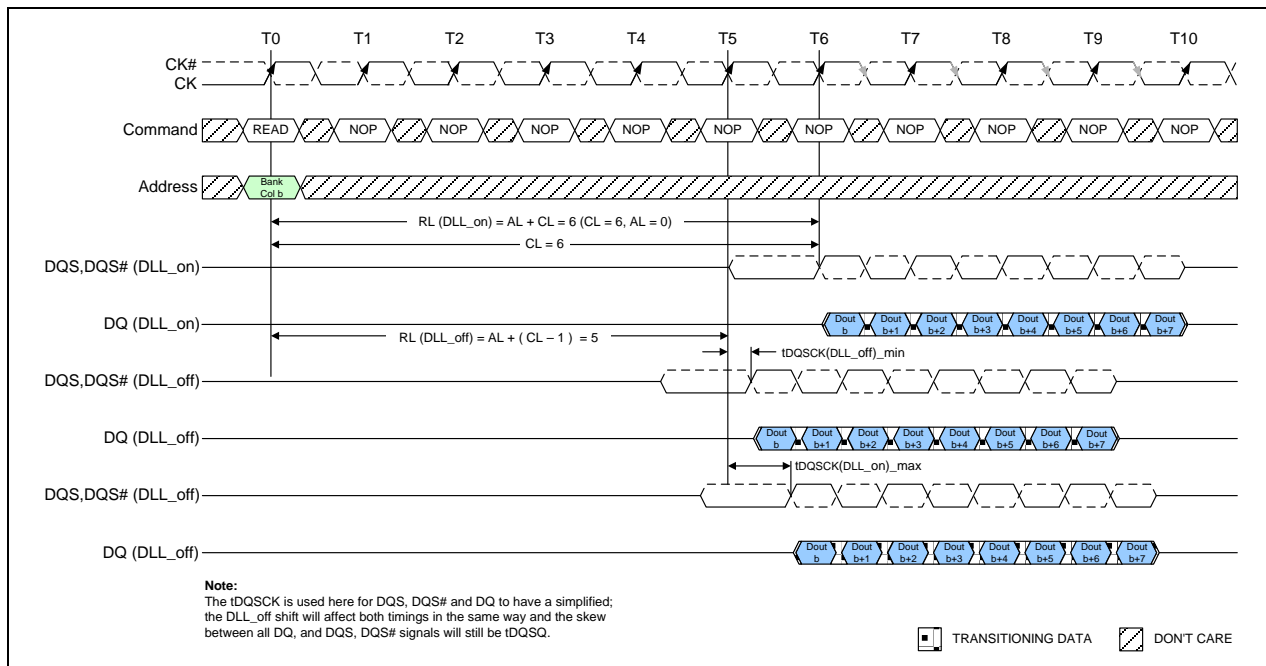 T0 T1 T2 T3 T4 T5 T6 T7 T8 T9 T10
CK#
CK
Command READ NOP NOP NOP NOP NOP NOP NOP NOP NOP NOP
Address Bank
Col b
RL (DLL_on) = AL + CL = 6 (CL = 6, AL = 0)
CL = 6
DQS,DQS# (DLL_on)
DQ (DLL_on) Dout Dout Dout Dout Dout Dout Dout Dout
b b+1 b+2 b+3 b+4 b+5 b+6 b+7
RL (DLL_off) = AL + ( CL – 1 ) = 5
tDQSCK(DLL_off)_min
DQS,DQS# (DLL_off)
DQ (DLL_off) Dout Dout Dout Dout Dout Dout Dout Dout
b b+1 b+2 b+3 b+4 b+5 b+6 b+7
tDQSCK(DLL_on)_max
DQS,DQS# (DLL_off)
DQ (DLL_off) Dout Dout Dout Dout Dout Dout Dout Dout
b b+1 b+2 b+3 b+4 b+5 b+6 b+7
Note:
The tDQSCK is used here for DQS, DQS# and DQ to have a simplified;
the DLL_off shift will affect both timings in the same way and the skew
between all DQ, and DQS, DQS# signals will still be tDQSQ.
TRANSITIONING DATA DON'T CARE